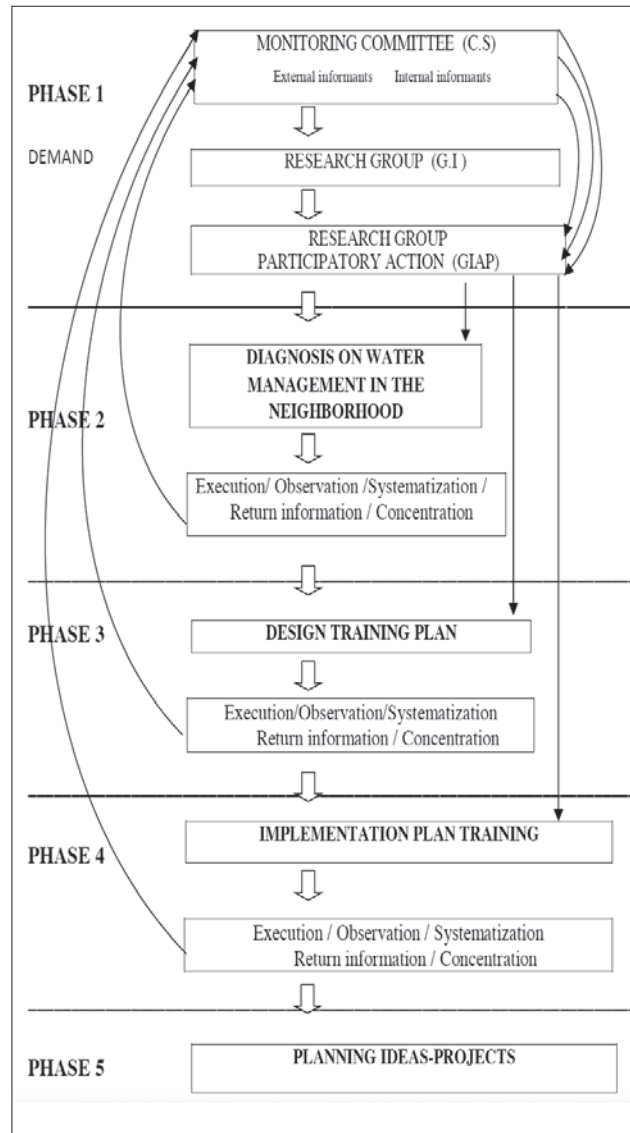 MONITORING COMMITTEE (C.S)
External informants Internal informants
PHASE 1
DEMAND
RESEARCH GROUP (G.I )
RESEARCH GROUP
PARTICIPATORY ACTION (GIAP)
DIAGNOSIS ON WATER
MANAGEMENT IN THE
NEIGHBORHOOD
PHASE 2
Execution/ Observation /Systematization /
Return information / Concentration
PHASE 3
DESIGN TRAINING PLAN
Execution/Observation/Systematization
Return information / Concentration
IMPLEMENTATION PLAN TRAINING
PHASE 4
Execution / Observation / Systematization
Return information / Concentration
PLANNING IDEAS-PROJECTS
PHASE 5